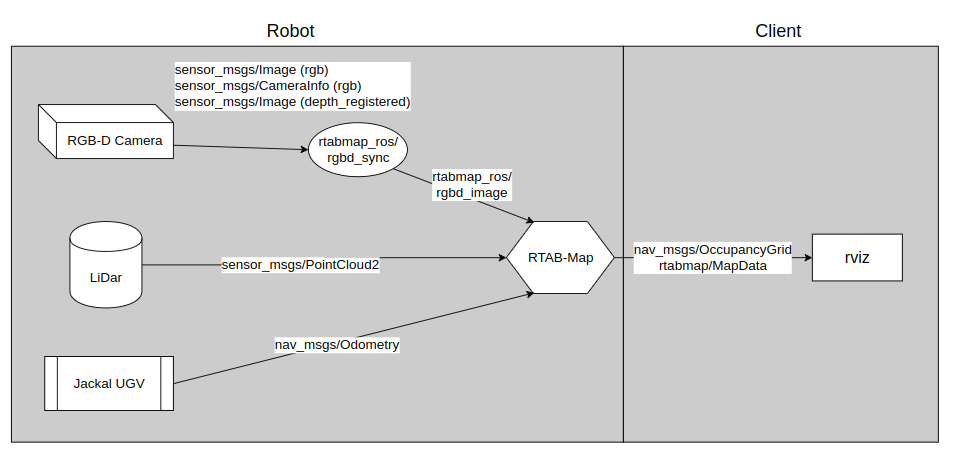 Robot
Client
sensor_msgs/Image (rgb)
sensor_msgs/CameraInfo (rgb)
sensor_msgs/Image (depth_registered)
RGB-D Camera
rtabmap_ros/
rgbd_sync
rtabmap_ros/
rgbd_image
LiDar
sensor_msgs/PointCloud2
RTAB-Map
nav_msgs/OccupancyGrid
rtabmap/MapData
rviz
nav_msgs/Odometry
Jackal UGV